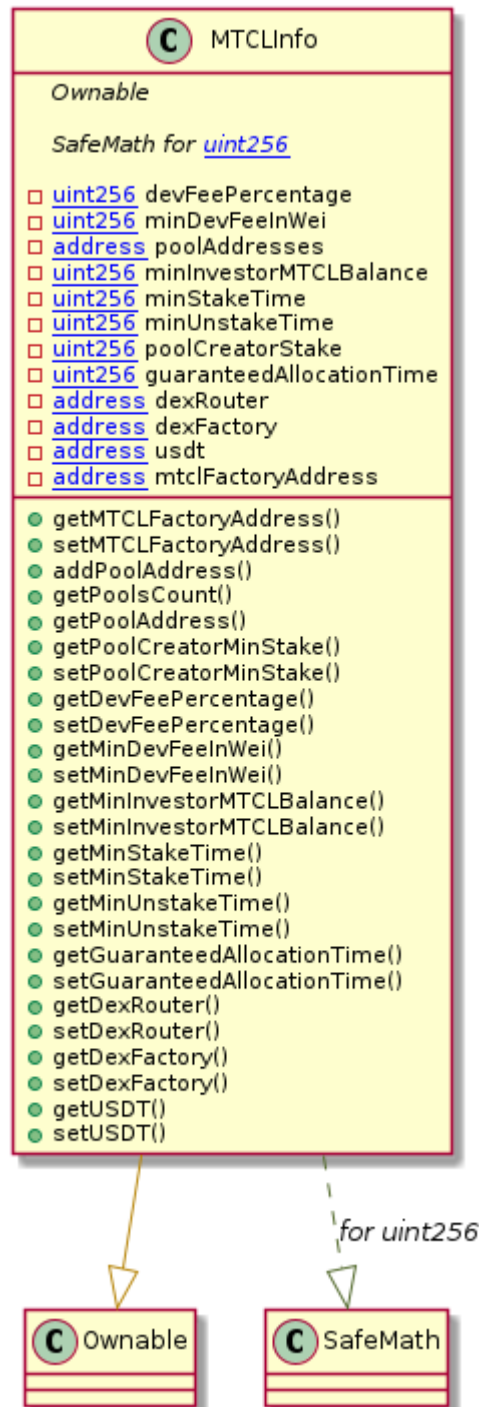 C MTCLInfo
Ownable
SafeMath for uint256
uint256 devFeePercentage
uint256 minDevFeeInWei
address poolAddresses
uint256 minInvestorMTCLBalance
uint256 minStakeTime
uint256 minUnstakeTime
uint256 poolCreatorStake
uint256 guaranteedAllocationTime
address dexRouter
address dexFactory
address usdt
address mtclFactoryAddress
getMTCLFactoryAddress()
setMTCLFactoryAddress()
addPoolAddress()
getPoolsCount()
getPoolAddress()
getPoolCreatorMinStake()
setPoolCreatorMinStake()
getDevFeePercentage()
setDevFeePercentage()
getMinDevFeeInWei()
setMinDevFeeInWei()
getMinInvestorMTCLBalance()
setMinInvestorMTCLBalance()
getMinStakeTime()
setMinStakeTime()
getMinUnstakeTime()
setMinUnstakeTime()
getGuaranteedAllocationTime()
setGuaranteedAllocationTime()
getDexRouter()
setDexRouter()
getDexFactory()
setDexFactory()
getUSDT()
setUSDT()
for uint256
C Ownable
C SafeMath